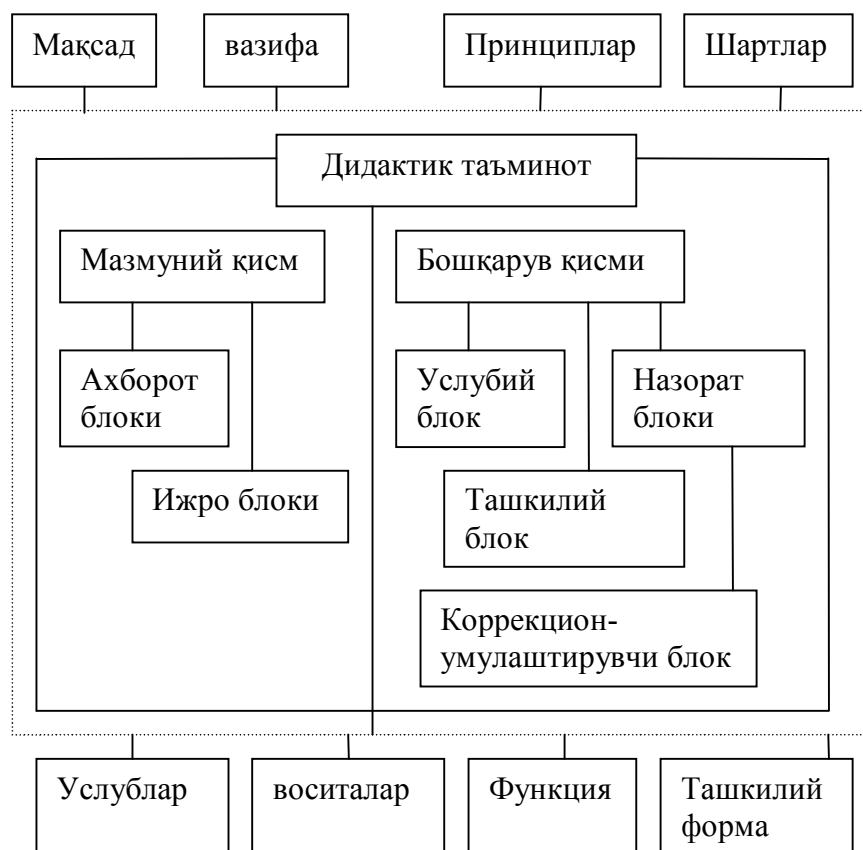 Мақсад
вазифа
Принциплар
Шартлар
Дидактик таъминот
Мазмуний қисм
Бошқарув қисми
Ахборот
блоки
Услубий
блок
Назорат
блоки
Ижро блоки
Ташкилий
блок
Коррекцион-
умулаштирувчи блок
Услублар
воситалар
Функция
Ташкилий
форма